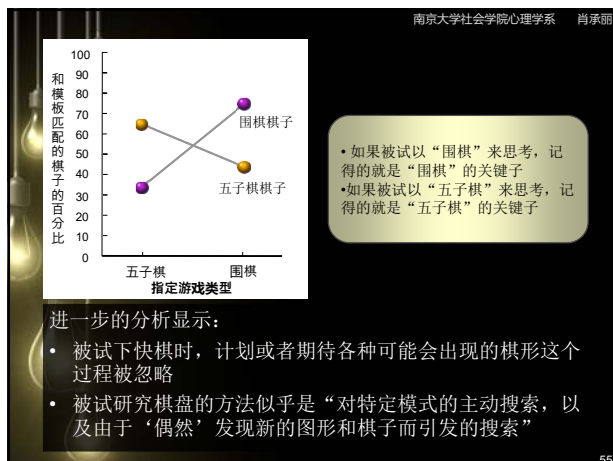 南京大学社会学院心理学系 肖承丽
和模板匹配的棋子的百分比
100
90
80
70
60
50
40
30
20
10
0
围棋棋子
五子棋棋子
五子棋 围棋
指定游戏类型
•如果被试以“围棋”来思考，记
得的就是“围棋”的关键子
•如果被试以“五子棋”来思考，记
得的就是“五子棋”的关键子
进一步的分析显示：
• 被试下快棋时，计划或者期待各种可能会出现的棋形这个
过程被忽略
• 被试研究棋盘的方法似乎是“对特定模式的主动搜索，以
及由于‘偶然’发现新的图形和棋子而引发的搜索”
55